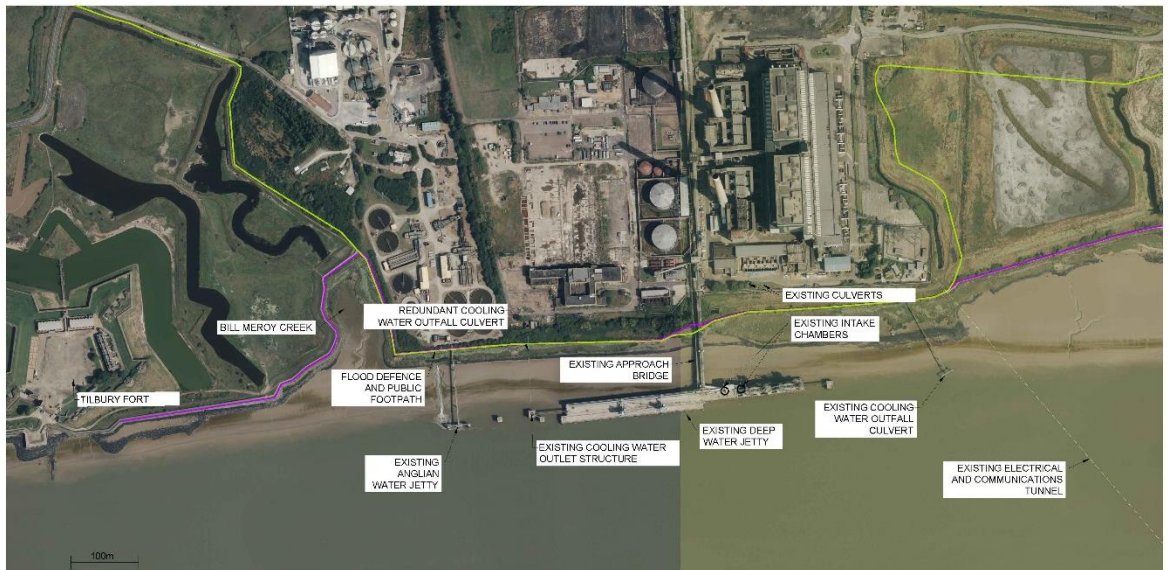 EXISTING CULVERTS
REDUNDANT COOLING
WATER OUTFALL CULVERT
BILL MEROY CREEK
EXISTING INTAKE
CHAMBERS
EXISTING APPROACH
BRIDGE
FLOOD DEFENCE
AND PUBLIC
FOOTPATH
TILBURY FORT
EXISTING COOLING
WATER OUTFALL
CULVERT
EXISTING DEEP
WATER JETTY
EXISTING COOLING WATER
OUTLET STRUCTURE
EXISTING
ANGLIAN
WATER JETTY
EXISTING ELECTRICAL
AND COMMUNICATIONS
TUNNEL
100m